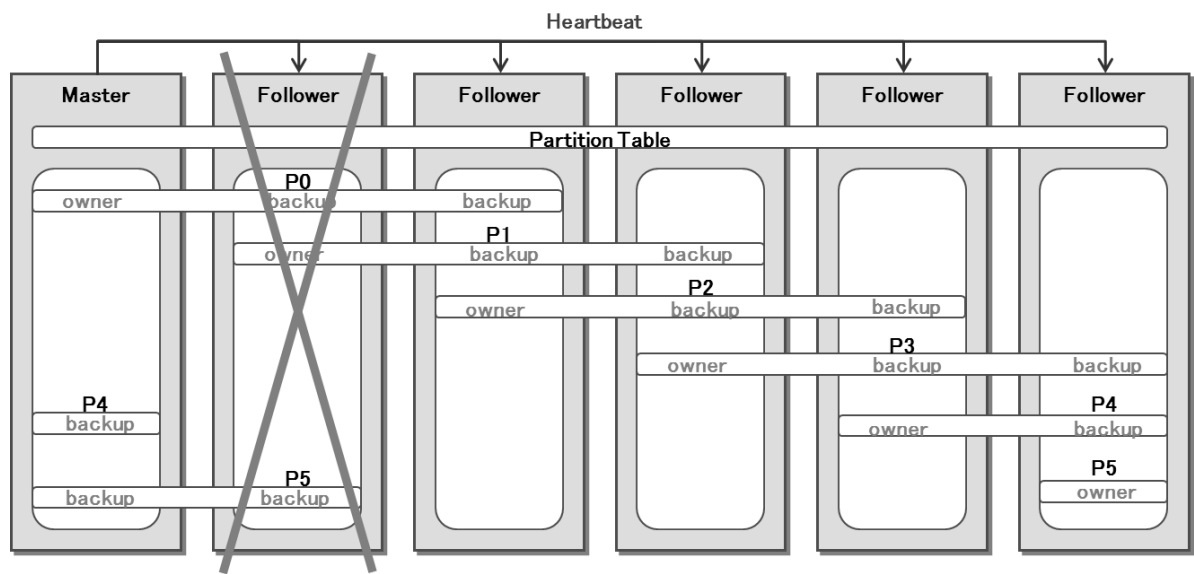 Heartbeat
Master Follower Follower Follower Follower Follower
Partition Table
P0
owner backup backup
P1
owner backup backup
P2
owner backup backup
P3
owner backup backup
P4 P4
backup owner backup
P5 P5
backup backup owner